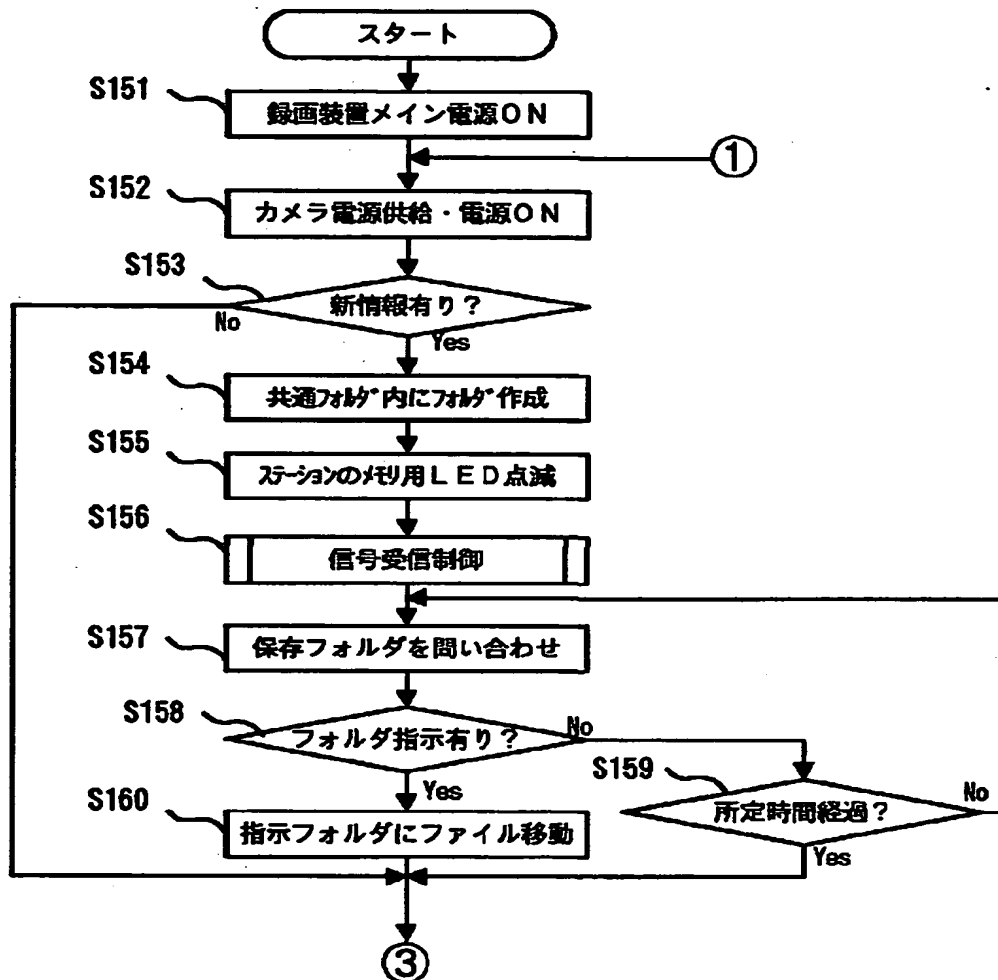 スタート
S151
録画装置メイン電源ON
①
S152
カメラ電源供給・電源ON
S153
新情報有り？
No
Yes
S154
共通フォルダ内にフォルダ作成
S155
ステーションのメモリ用LED点滅
S156
信号受信制御
S157
保存フォルダを問い合わせ
S158
フォルダ指示有り？
No
Yes
S159
所定時間経過？
No
Yes
S160
指示フォルダにファイル移動
③